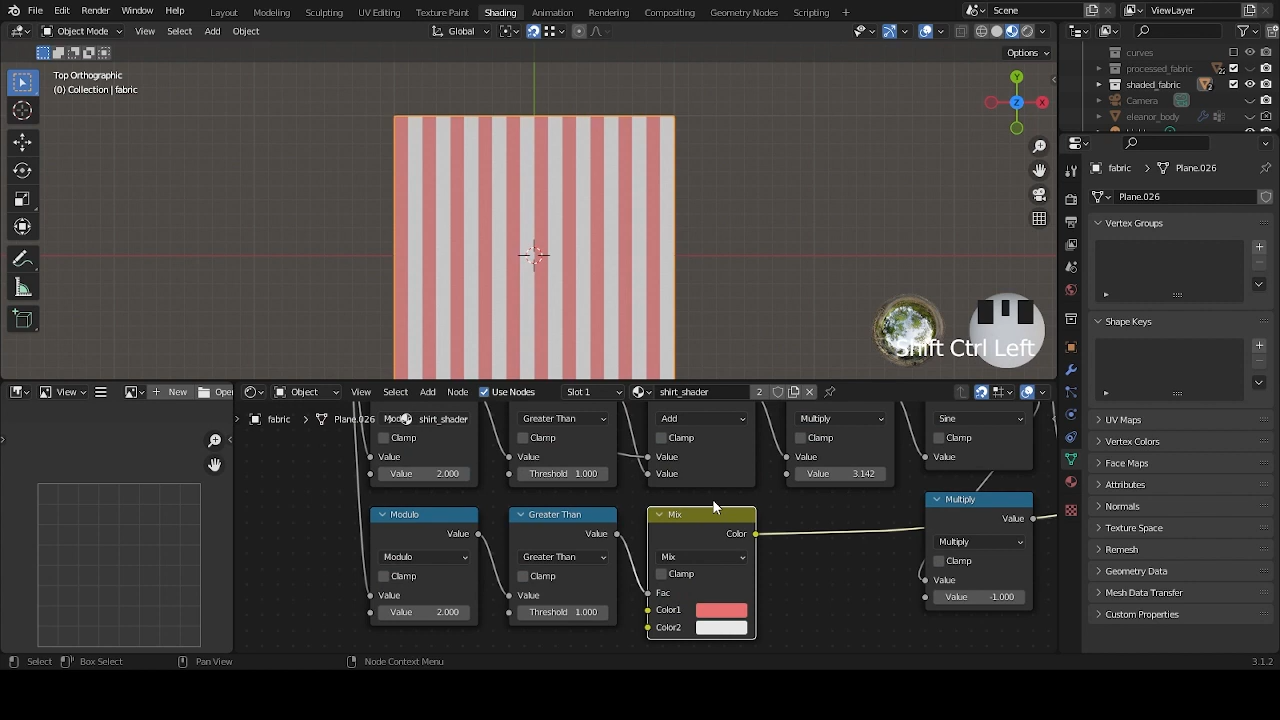 File Edit Render Window Help Layout Modeling Sculpting UV Editing Texture Paint Shading Animation Rendering Compositing Geometry Nodes Scripting + Scene ViewLayer
Object Mode View Select Add Object Global
Options
Top Orthographic
(0) Collection | fabric
Y
X
Z
curves
processed_fabric
shaded_fabric
Camera
eleanor_body
fabric Plane.026
Plane.026
Vertex Groups
Shape Keys
UV Maps
Vertex Colors
Face Maps
Attributes
Normals
Texture Space
Remesh
Geometry Data
Mesh Data Transfer
Custom Properties
Shift Ctrl Left
View New Open
Object View Select Add Node Use Nodes Slot 1 shirt_shader 2
fabric Plane.026 shirt_shader
Clamp
Value
Value 2.000
Greater Than
Clamp
Value
Threshold 1.000
Add
Clamp
Value
Value
Multiply
Clamp
Value
Value 3.142
Sine
Clamp
Value
Modulo
Value
Modulo
Clamp
Value
Value 2.000
Greater Than
Value
Greater Than
Clamp
Value
Threshold 1.000
Mix
Color
Mix
Clamp
Fac
Color1
Color2
Multiply
Value
Multiply
Clamp
Value
Value -1.000
Select Box Select Pan View Node Context Menu 3.1.2